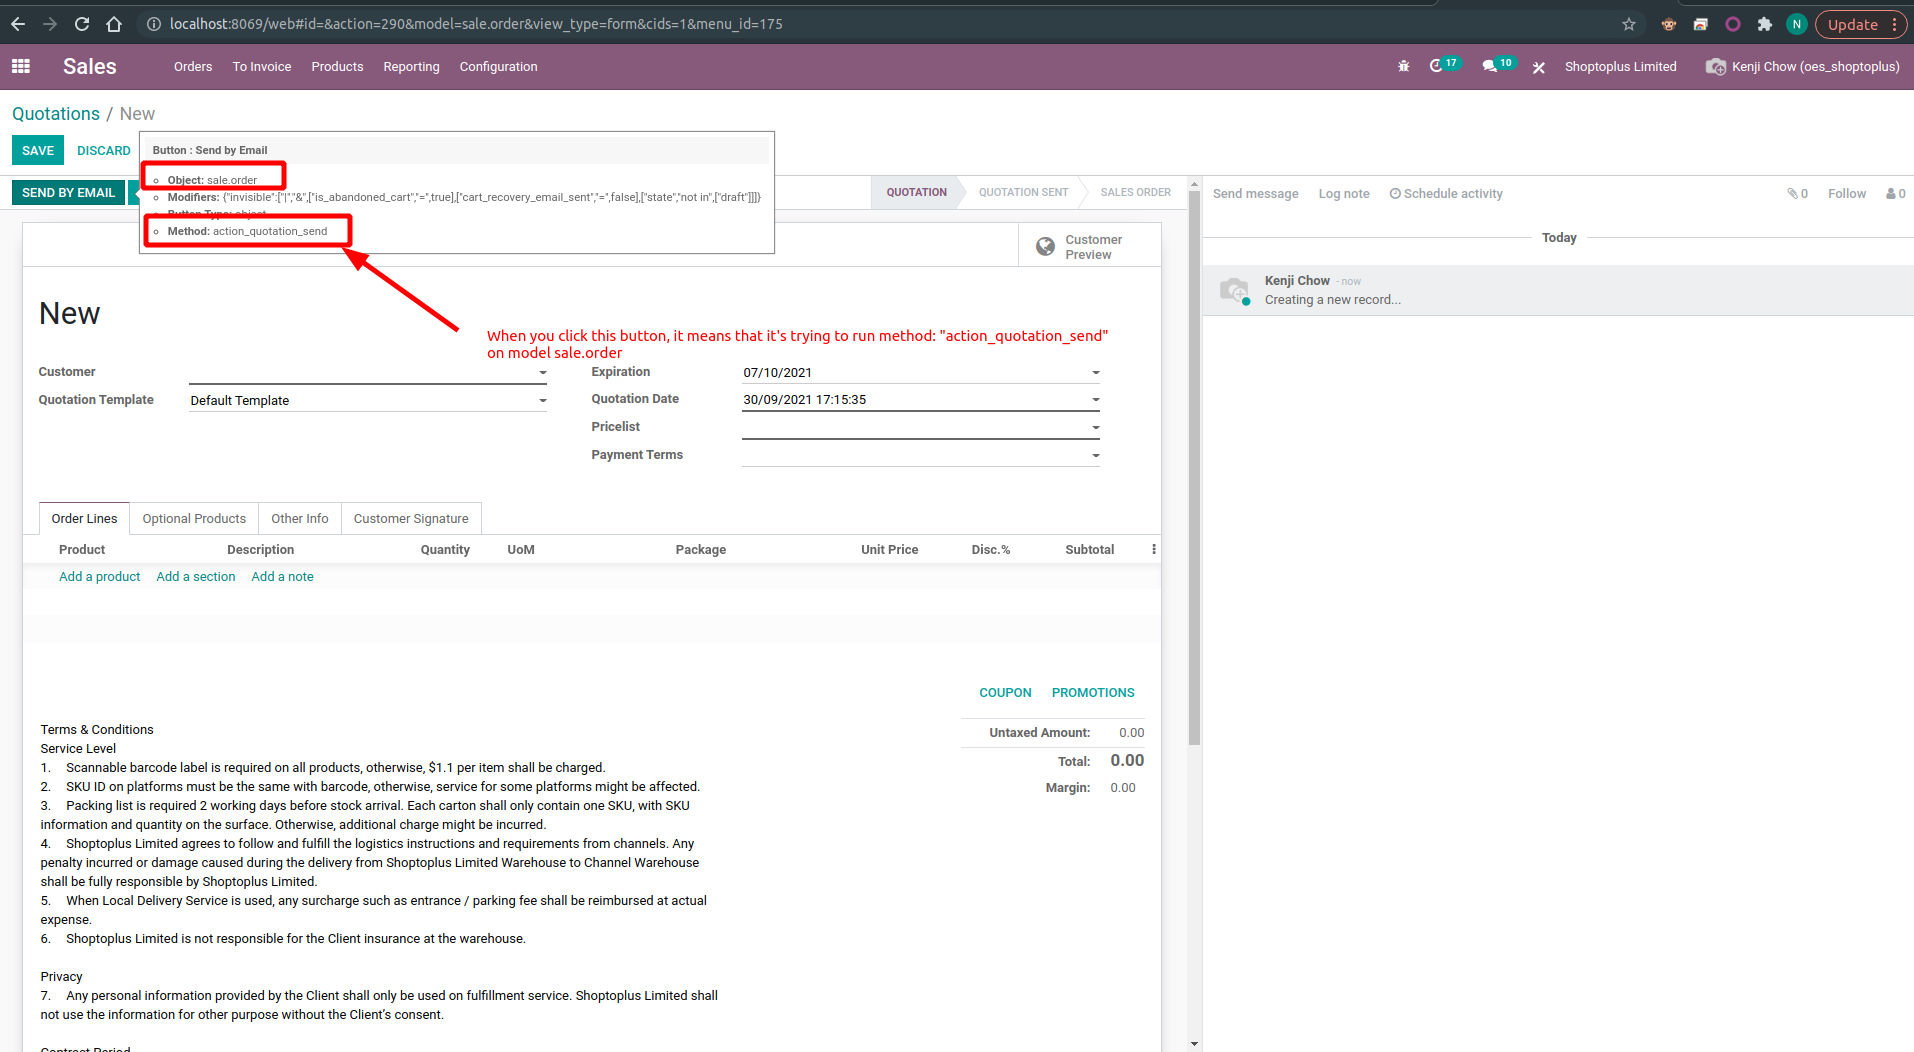 localhost:8069/web#id=&action=290&model=sale.order&view_type=form&cids=1&menu_id=175
N
Update
Sales
Orders
To Invoice
Products
Reporting
Configuration
17
10
Shoptoplus Limited
Kenji Chow (oes_shoptoplus)
Quotations / New
SAVE
DISCARD
Button : Send by Email
Object: sale.order
Modifiers: {"invisible":["|","&",["is_abandoned_cart","=",true],["cart_recovery_email_sent","=",false],["state","not in",["draft"]]]}
Button Type: object
Method: action_quotation_send
SEND BY EMAIL
QUOTATION
QUOTATION SENT
SALES ORDER
Send message
Log note
Schedule activity
0
Follow
0
Customer
Preview
Today
Kenji Chow - now
Creating a new record...
New
When you click this button, it means that it's trying to run method: "action_quotation_send"
on model sale.order
Customer
Expiration
07/10/2021
Quotation Template
Default Template
Quotation Date
30/09/2021 17:15:35
Pricelist
Payment Terms
Order Lines
Optional Products
Other Info
Customer Signature
Product
Description
Quantity
UoM
Package
Unit Price
Disc.%
Subtotal
Add a product
Add a section
Add a note
COUPON
PROMOTIONS
Untaxed Amount: 0.00
Total: 0.00
Margin: 0.00
Terms & Conditions
Service Level
1. Scannable barcode label is required on all products, otherwise, $1.1 per item shall be charged.
2. SKU ID on platforms must be the same with barcode, otherwise, service for some platforms might be affected.
3. Packing list is required 2 working days before stock arrival. Each carton shall only contain one SKU, with SKU
information and quantity on the surface. Otherwise, additional charge might be incurred.
4. Shoptoplus Limited agrees to follow and fulfill the logistics instructions and requirements from channels. Any
penalty incurred or damage caused during the delivery from Shoptoplus Limited Warehouse to Channel Warehouse
shall be fully responsible by Shoptoplus Limited.
5. When Local Delivery Service is used, any surcharge such as entrance / parking fee shall be reimbursed at actual
expense.
6. Shoptoplus Limited is not responsible for the Client insurance at the warehouse.
Privacy
7. Any personal information provided by the Client shall only be used on fulfillment service. Shoptoplus Limited shall
not use the information for other purpose without the Client's consent.
Contract Period